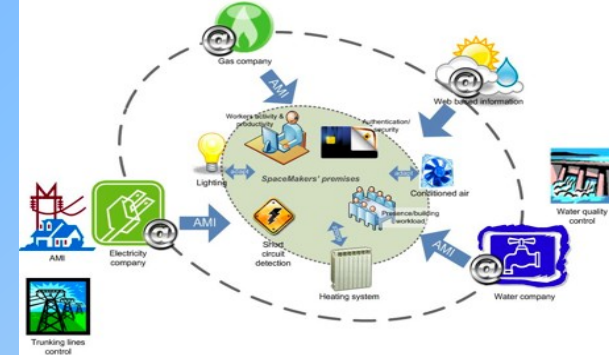 @
Gas company
@
Web based information
AMI
Workers activity &
productivity
Authentication/
security
Lighting
SpaceMakers' premises
Conditioned air
Water quality
control
Presence/building
workload
AMI
@
AMI
Electricity
company
AMI
Short
circuit
detection
@
Water company
Heating system
Trunking lines
control